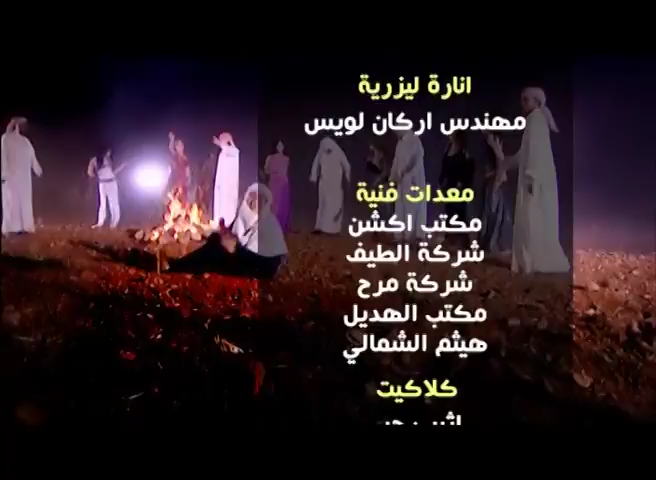 انارة ليزرية
مهندس اركان لويس
معدات فنية
مكتب اكشن
شركة الطيف
شركة مرح
مكتب الهديل
هيثم الشمالي
كلاكيت